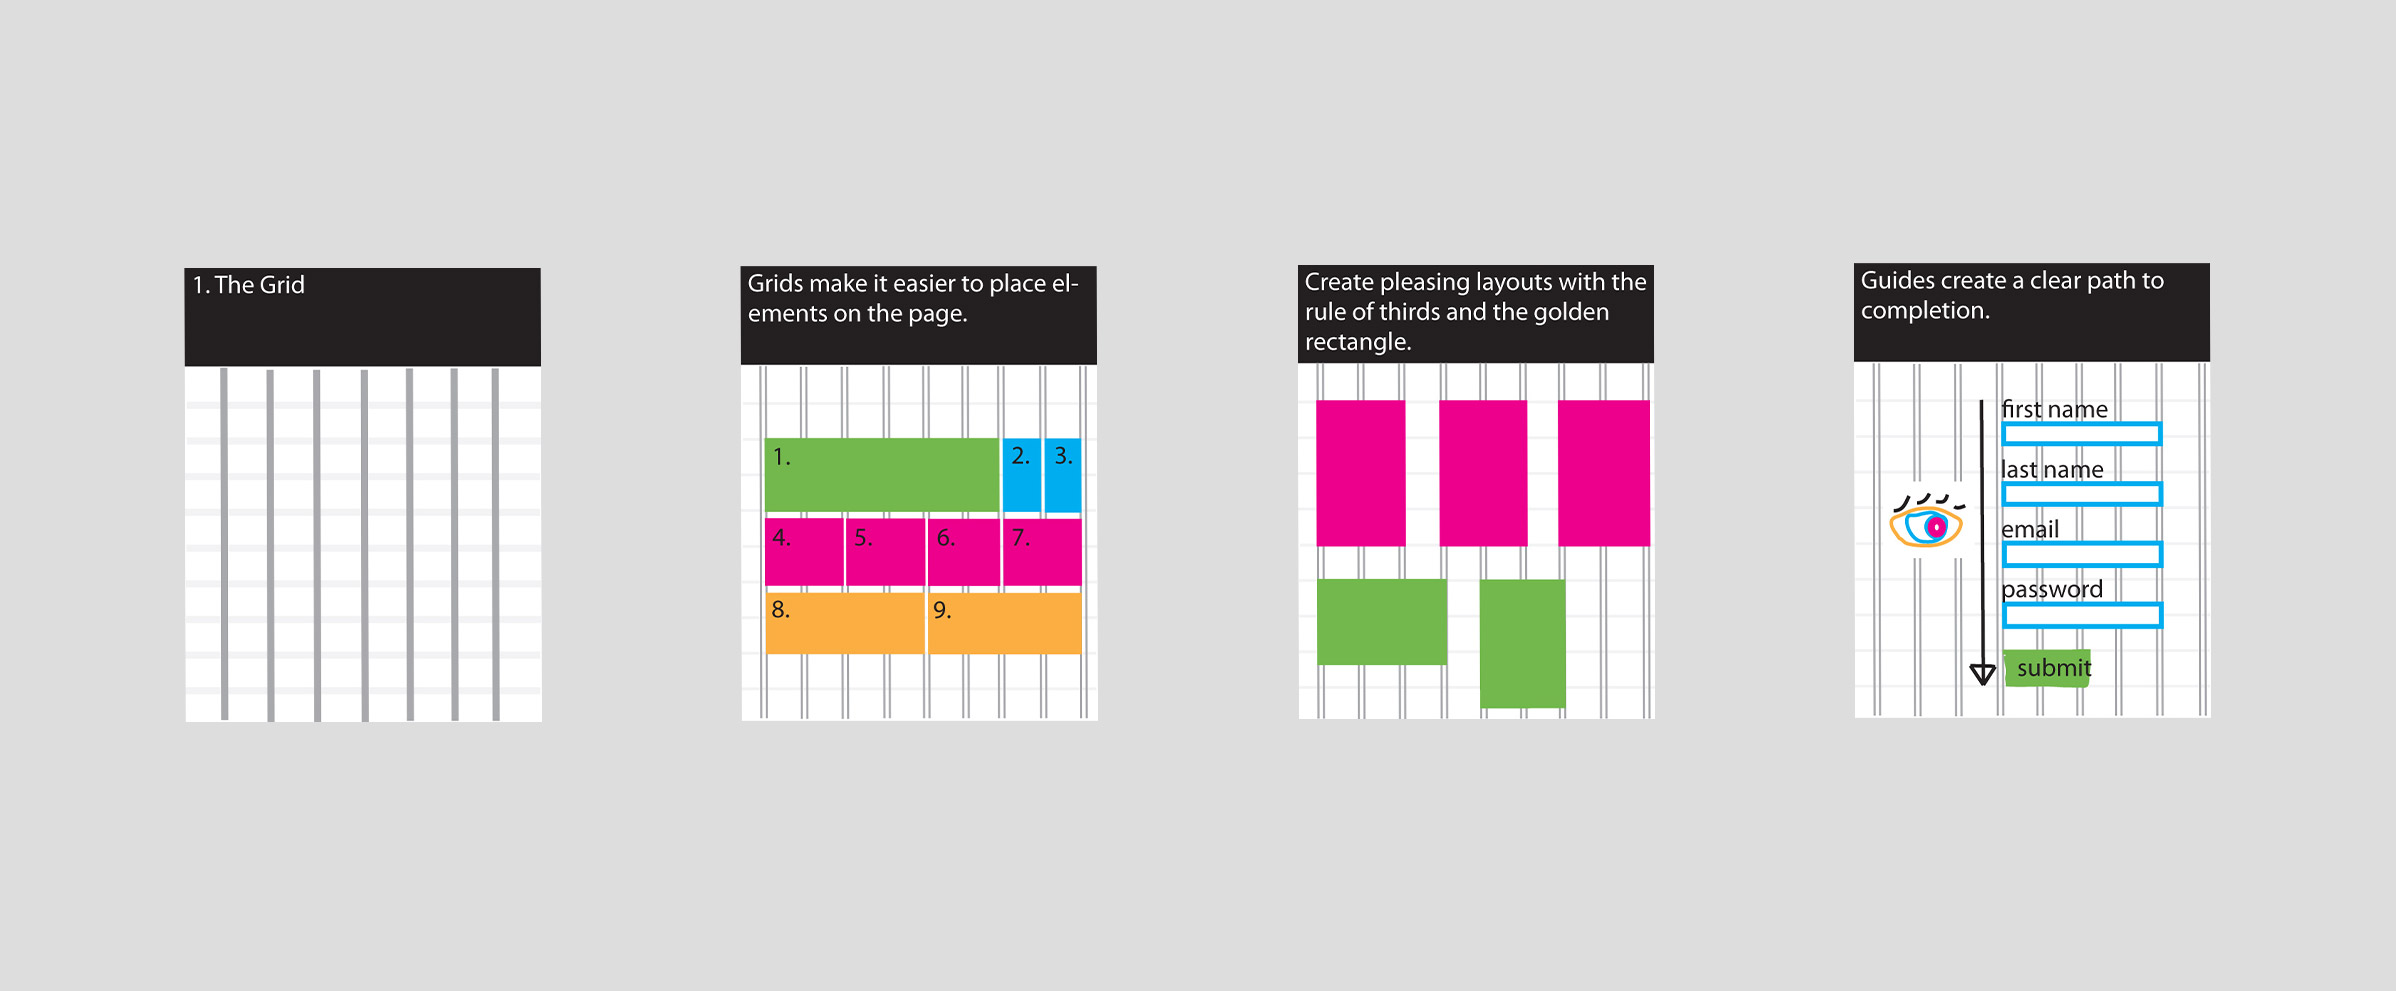 1. The Grid
Grids make it easier to place el-
ements on the page.
1.
2.
3.
4.
5.
6.
7.
8.
9.
Create pleasing layouts with the
rule of thirds and the golden
rectangle.
Guides create a clear path to
completion.
first name
last name
email
password
submit